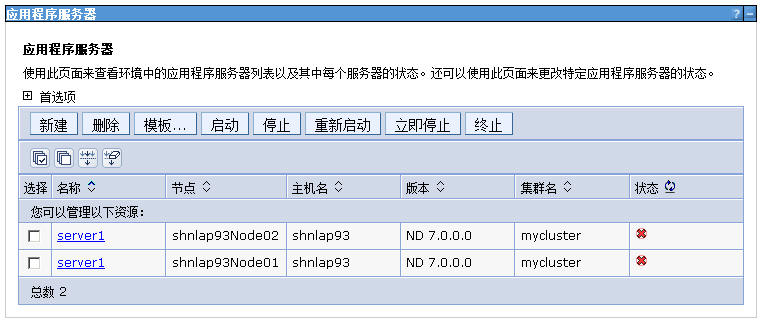 应用程序服务器 ? –
应用程序服务器
使用此页面来查看环境中的应用程序服务器列表以及其中每个服务器的状态。还可以使用此页面来更改特定应用程序服务器的状态。
首选项
新建 删除 模板... 启动 停止 重新启动 立即停止 终止
选择 名称 节点 主机名 版本 集群名 状态
您可以管理以下资源:
server1 shnlap93Node02 shnlap93 ND 7.0.0.0 mycluster
server1 shnlap93Node01 shnlap93 ND 7.0.0.0 mycluster
总数 2